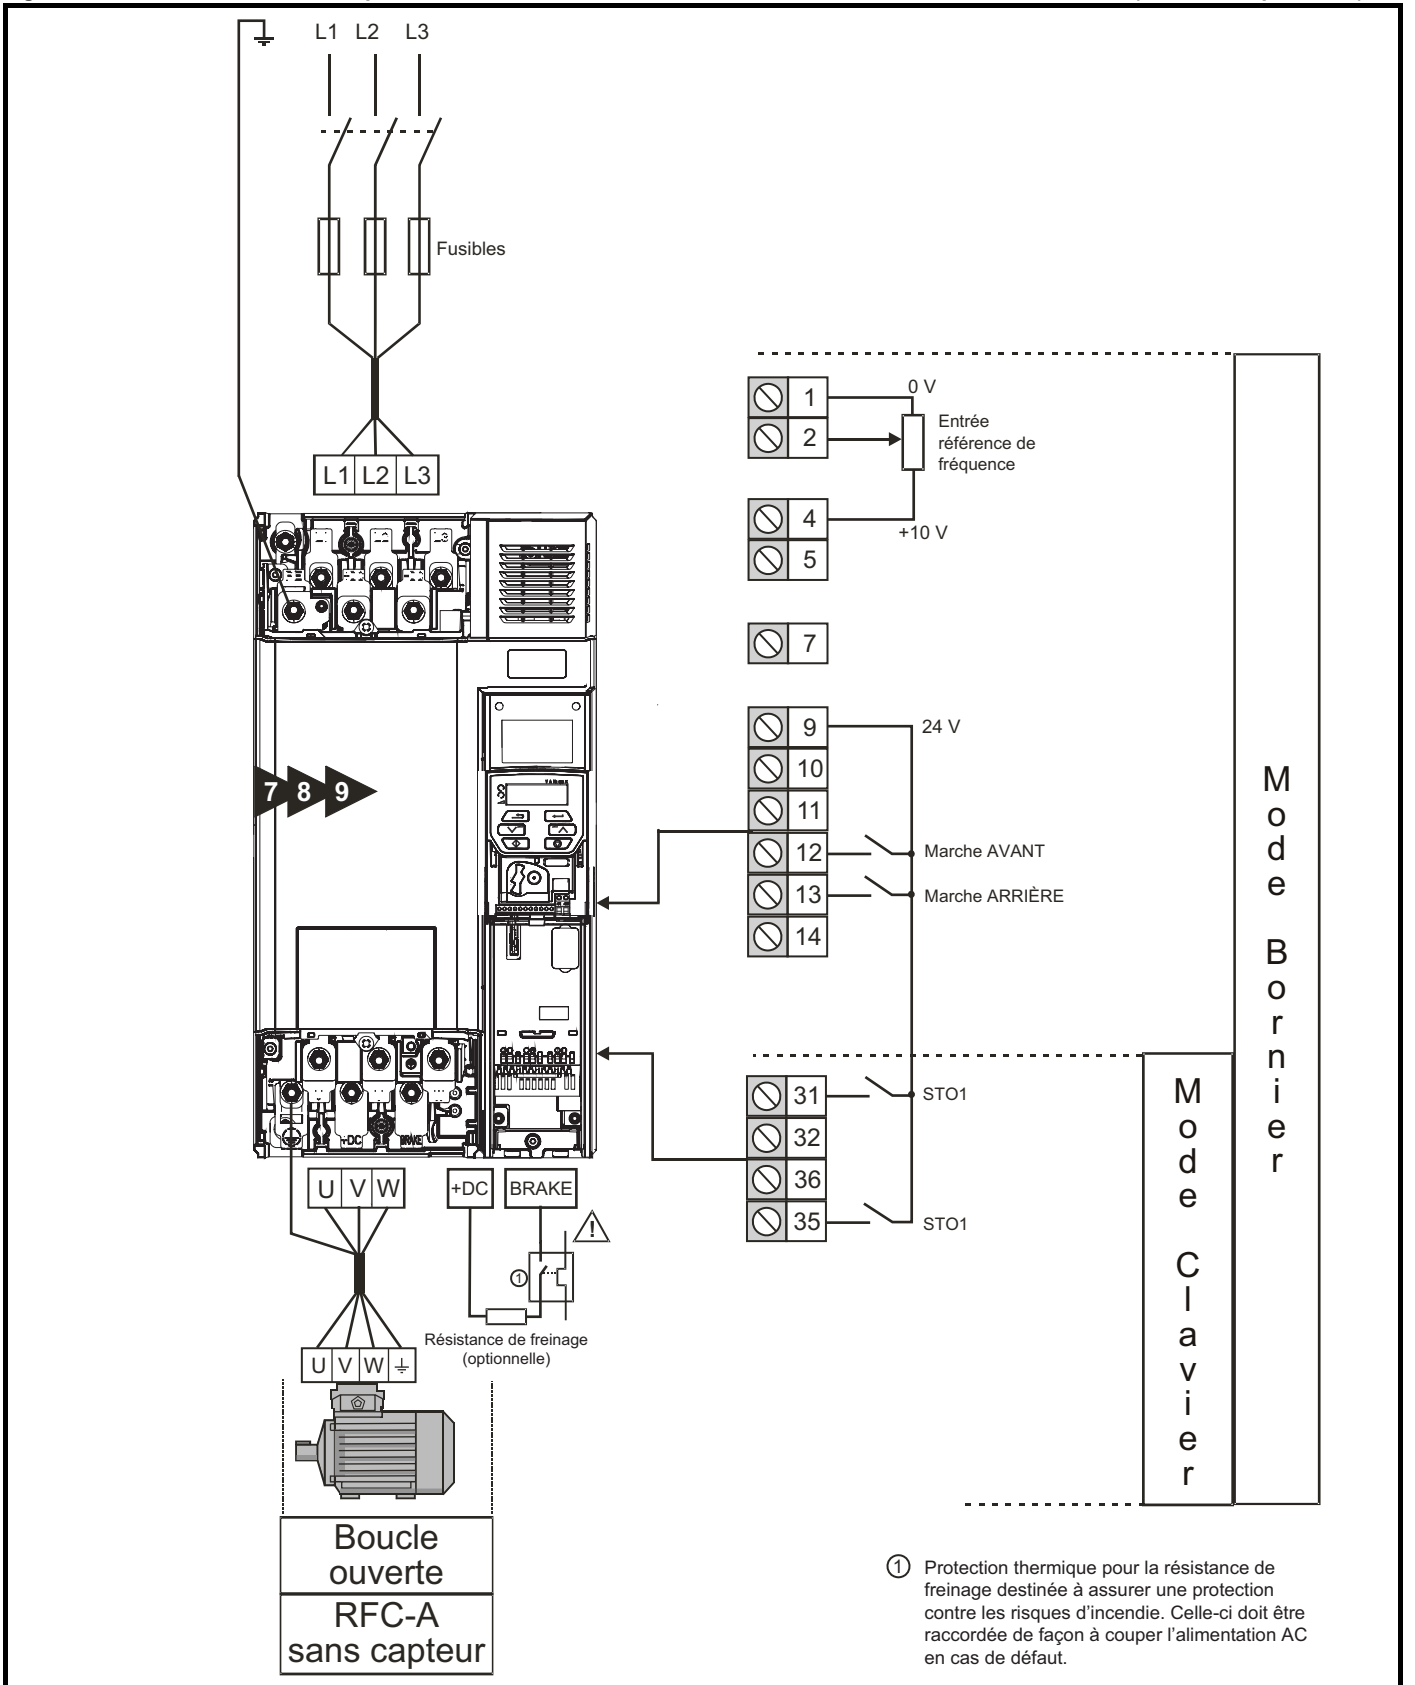 L1 L2 L3
Fusibles
L1 L2 L3
1
0 V
2
Entrée
référence de
fréquence
4
+10 V
5
7
9
24 V
10
11
12
Marche AVANT
13
Marche ARRIÈRE
14
7 8 9
31
STO1
32
36
35
STO1
Mode Clavier
Mode Bornier
+DC
BRAKE
U V W
+DC
BRAKE
1
Résistance de freinage
(optionnelle)
U V W
Boucle
ouverte
RFC-A
sans capteur
1 Protection thermique pour la résistance de
freinage destinée à assurer une protection
contre les risques d’incendie. Celle-ci doit être
raccordée de façon à couper l’alimentation AC
en cas de défaut.